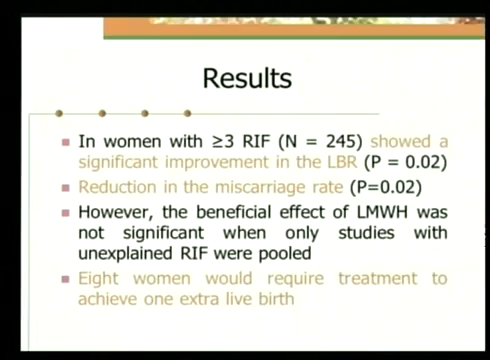 Results
In women with ≥3 RIF (N = 245) showed a
significant improvement in the LBR (P = 0.02)
Reduction in the miscarriage rate (P=0.02)
However, the beneficial effect of LMWH was
not significant when only studies with
unexplained RIF were pooled
Eight women would require treatment to
achieve one extra live birth